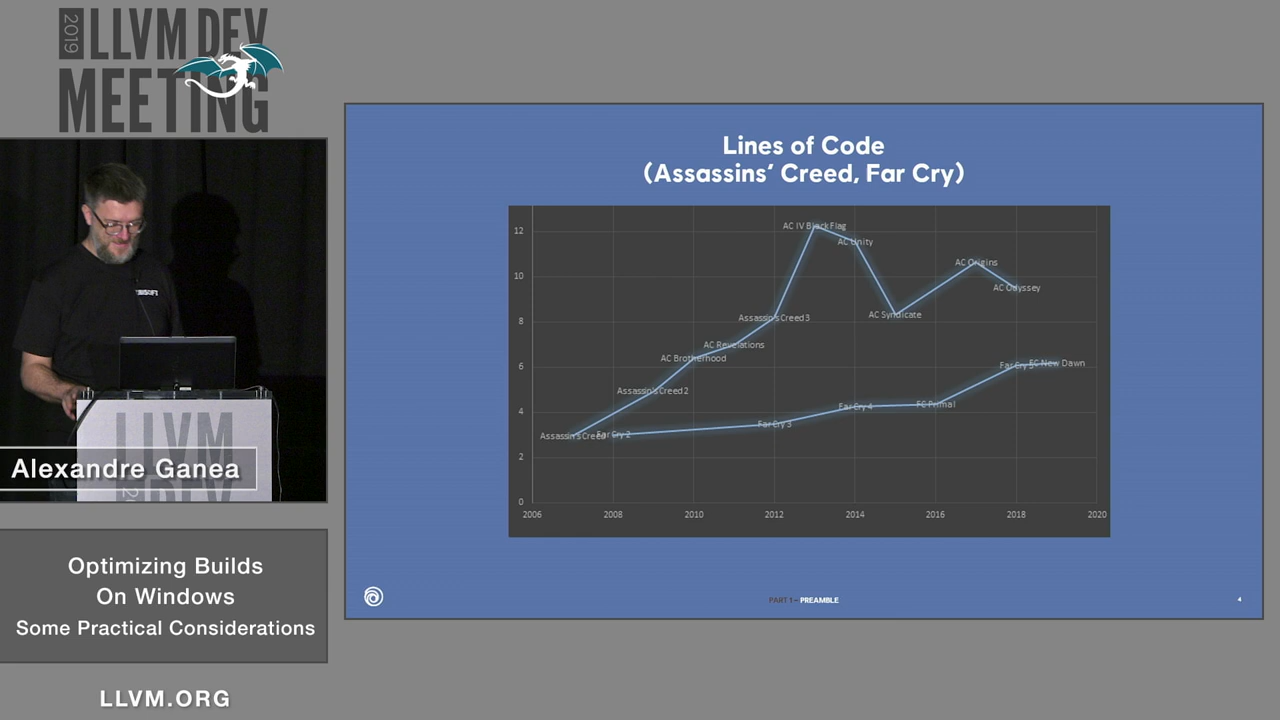 2019 LLVM DEV
MEETING
Alexandre Ganea
Optimizing Builds
On Windows
Some Practical Considerations
LLVM.ORG
Lines of Code
(Assassins' Creed, Far Cry)
12
10
8
6
4
2
0
2006
2008
2010
2012
2014
2016
2018
2020
AC IV Black Flag
AC Unity
AC Origins
AC Odyssey
Assassin's Creed 3
AC Syndicate
AC Revelations
AC Brotherhood
Assassin's Creed 2
Assassin's Creed
Far Cry 2
Far Cry 3
Far Cry 4
FC Primal
Far Cry 5
FC New Dawn
PART 1 - PREAMBLE
4
LLVM